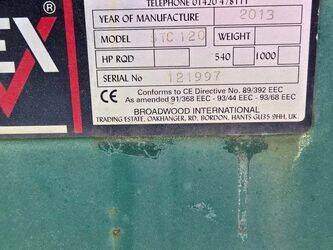 TELEPHONE 01420 478111
YEAR OF MANUFACTURE 2013
EX ®
MODEL STC 120 WEIGHT
HP RQD 540 1000
SERIAL No 121997
CE Conforms to CE Directive No. 89/392 EEC
As amended 91/368 EEC - 93/44 EEC - 93/68 EEC
BROADWOOD INTERNATIONAL
TRADING ESTATE, OAKHANGER, RD, BORDON, HANTS GU35 9HH, UK.